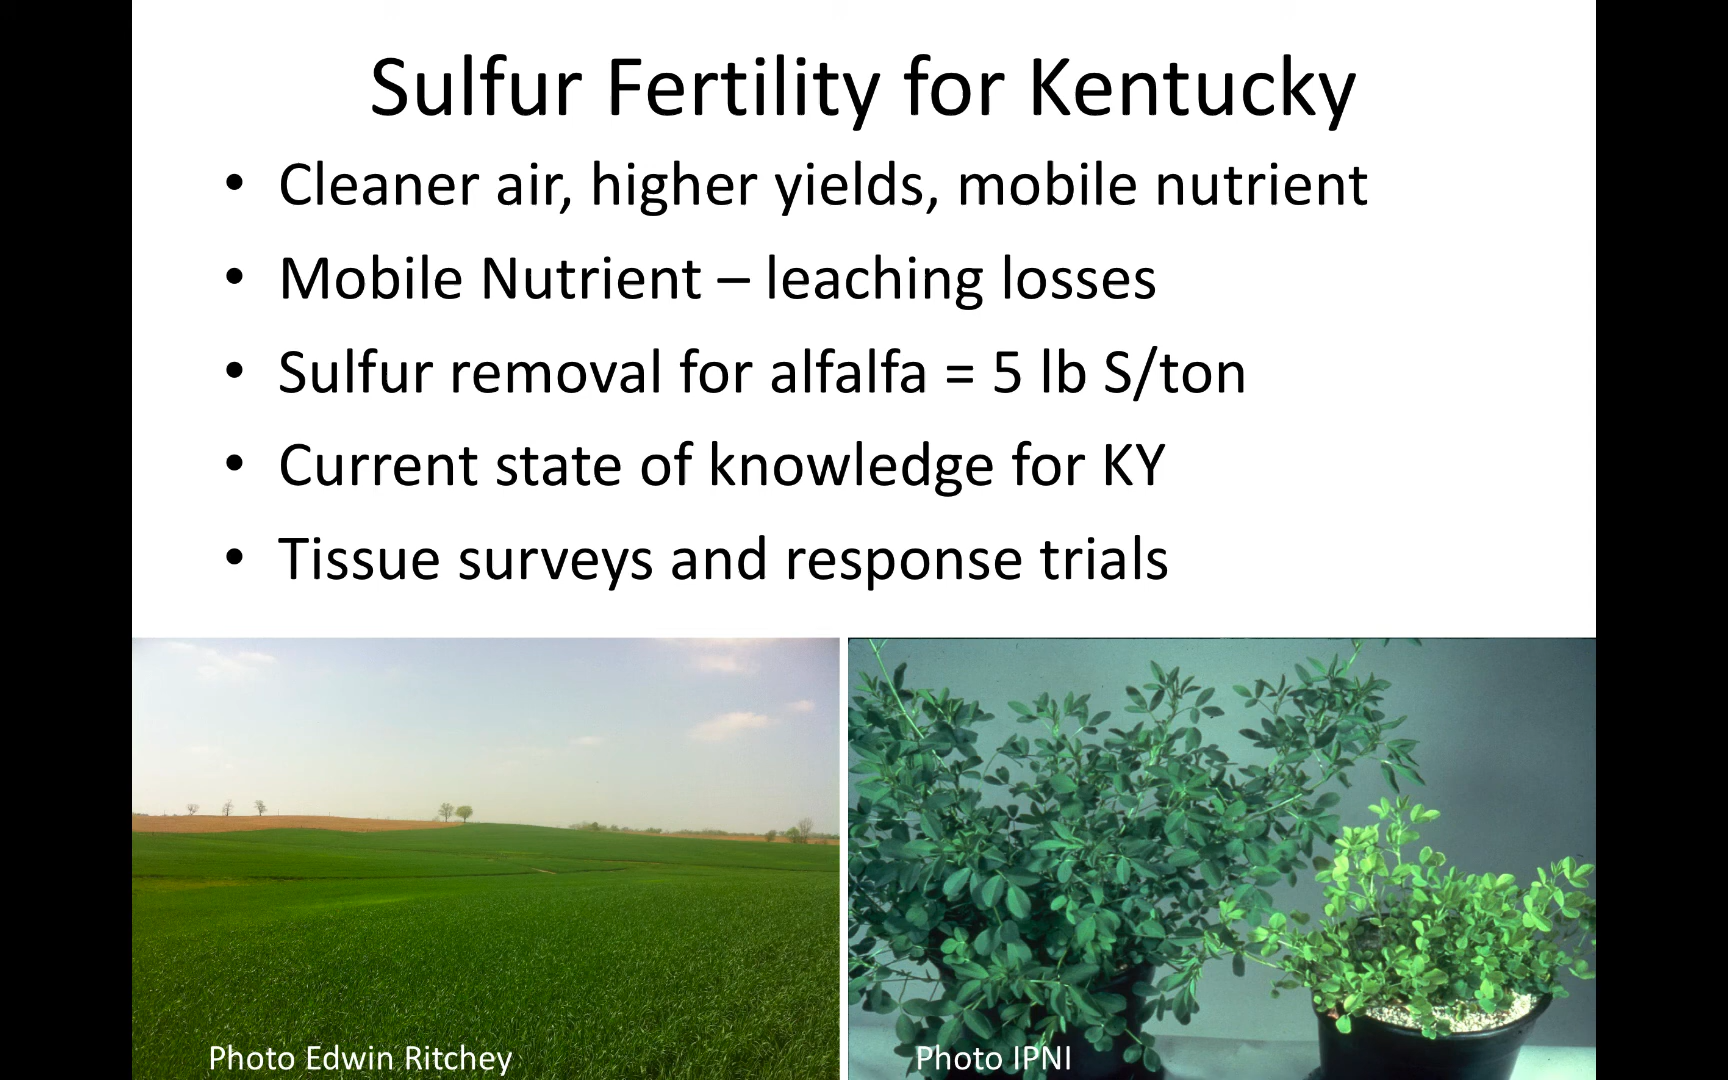 Sulfur Fertility for Kentucky
• Cleaner air, higher yields, mobile nutrient
• Mobile Nutrient – leaching losses
• Sulfur removal for alfalfa = 5 lb S/ton
• Current state of knowledge for KY
• Tissue surveys and response trials
Photo Edwin Ritchey
Photo IPNI